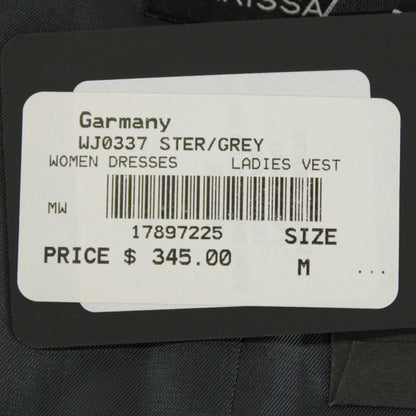 Garmany
WJ0337 STER/GREY
WOMEN DRESSES LADIES VEST
MW
17897225 SIZE
PRICE $ 345.00 M ...